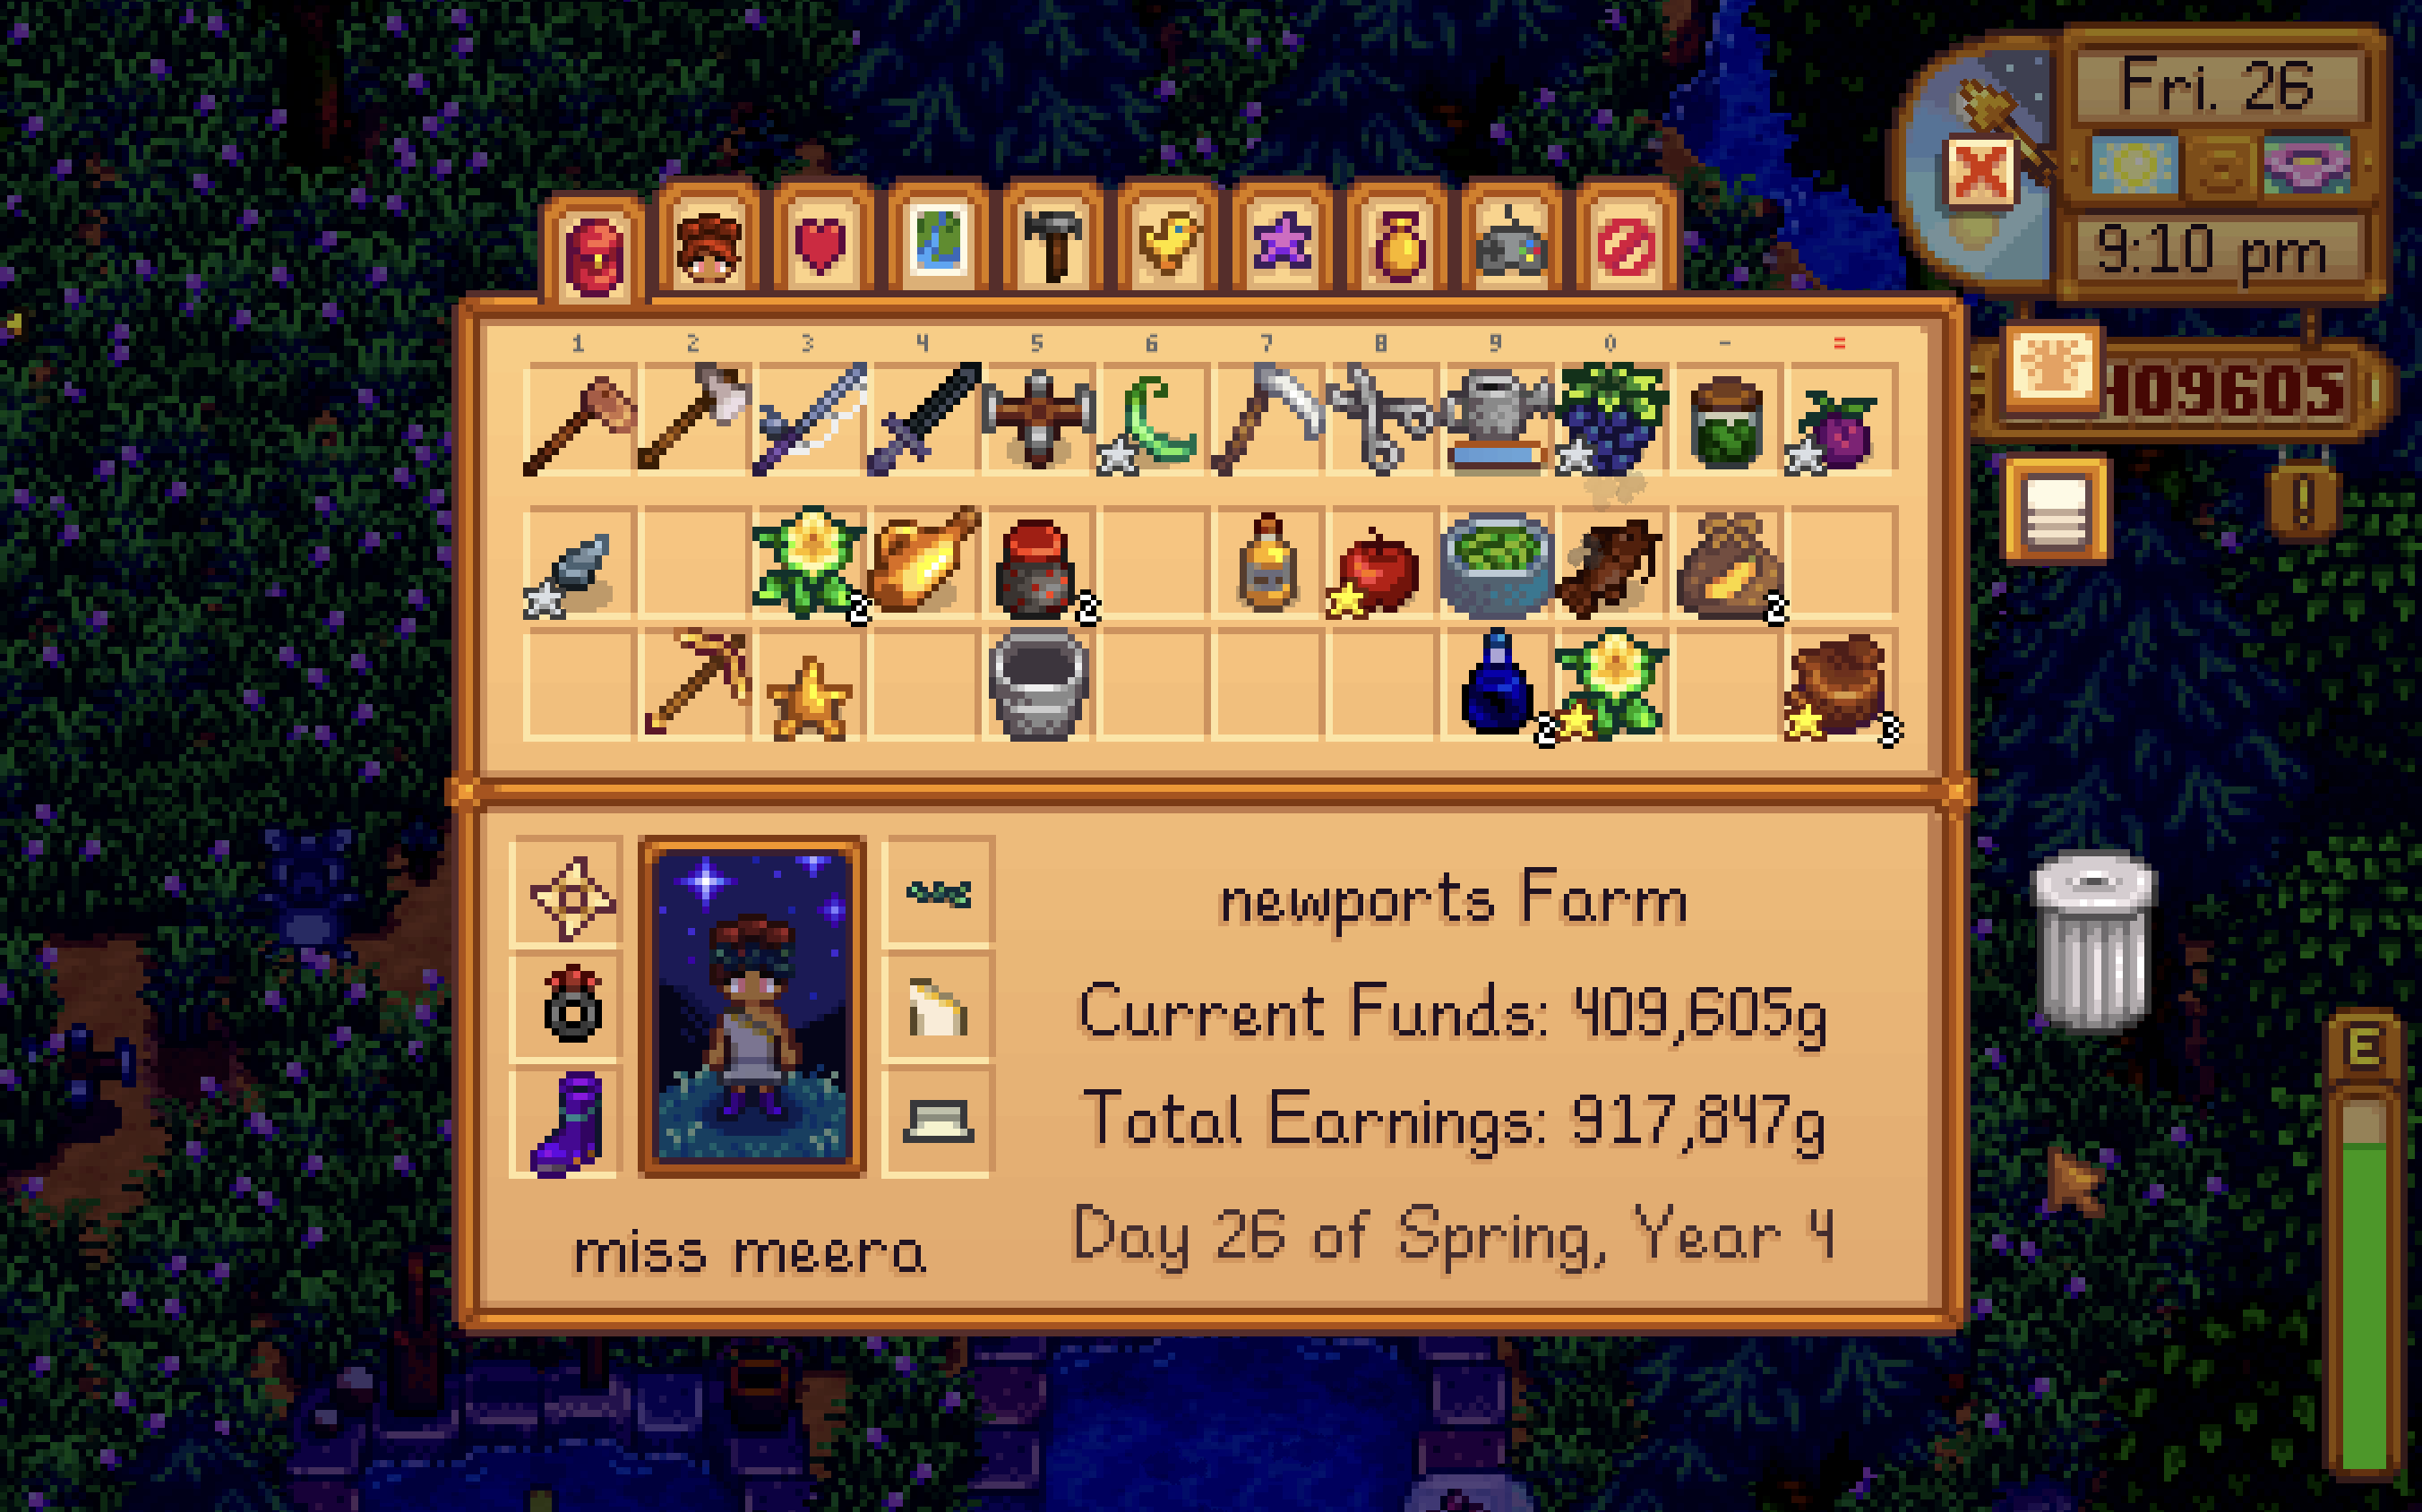 Fri. 26
9:10 pm
409605
1 2 3 4 5 6 7 8 9 0 - =
2 2 2
2 3
newports Farm
Current Funds: 409,605g
Total Earnings: 917,847g
Day 26 of Spring, Year 4
miss meera
E